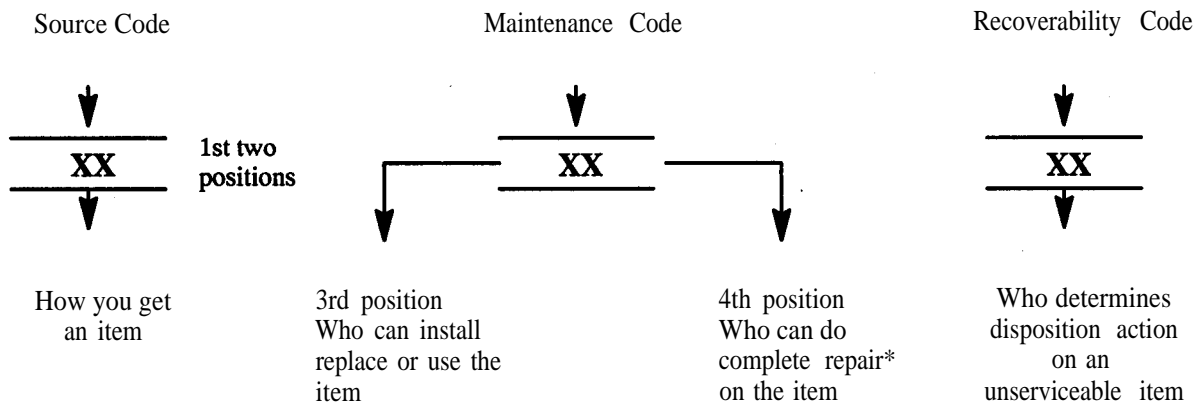 Source Code
Maintenance Code
Recoverability Code
XX
1st two
positions
XX
XX
How you get
an item
3rd position
Who can install
replace or use the
item
4th position
Who can do
complete repair*
on the item
Who determines
disposition action
on an
unserviceable item